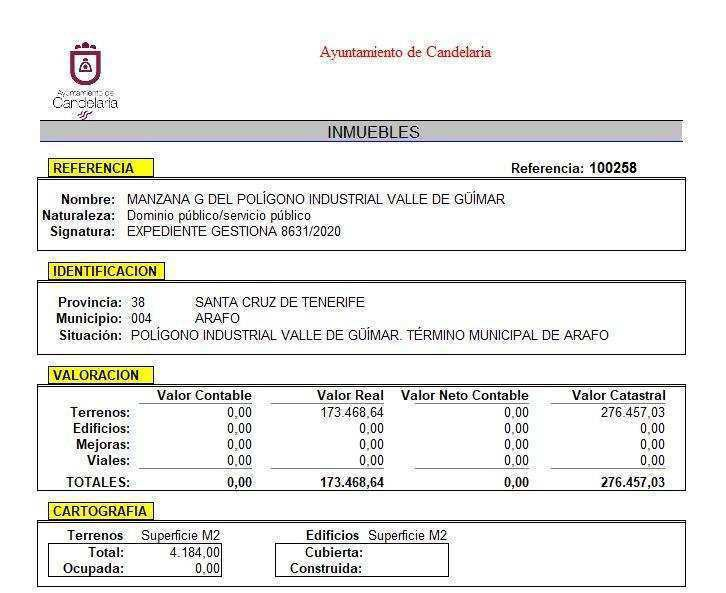 Ayuntamiento de Candelaria
Ayuntamiento de
Candelaria
INMUEBLES
REFERENCIA Referencia: 100258
Nombre: MANZANA G DEL POLÍGONO INDUSTRIAL VALLE DE GÜÍMAR
Naturaleza: Dominio público/servicio público
Signatura: EXPEDIENTE GESTIONA 8631/2020
IDENTIFICACION
Provincia: 38 SANTA CRUZ DE TENERIFE
Municipio: 004 ARAFO
Situación: POLÍGONO INDUSTRIAL VALLE DE GÜÍMAR. TÉRMINO MUNICIPAL DE ARAFO
VALORACION
Valor Contable Valor Real Valor Neto Contable Valor Catastral
Terrenos: 0,00 173.468,64 0,00 276.457,03
Edificios: 0,00 0,00 0,00 0,00
Mejoras: 0,00 0,00 0,00 0,00
Viales: 0,00 0,00 0,00 0,00
TOTALES: 0,00 173.468,64 0,00 276.457,03
CARTOGRAFIA
Terrenos Superficie M2 Edificios Superficie M2
Total: 4.184,00 Cubierta:
Ocupada: 0,00 Construida: